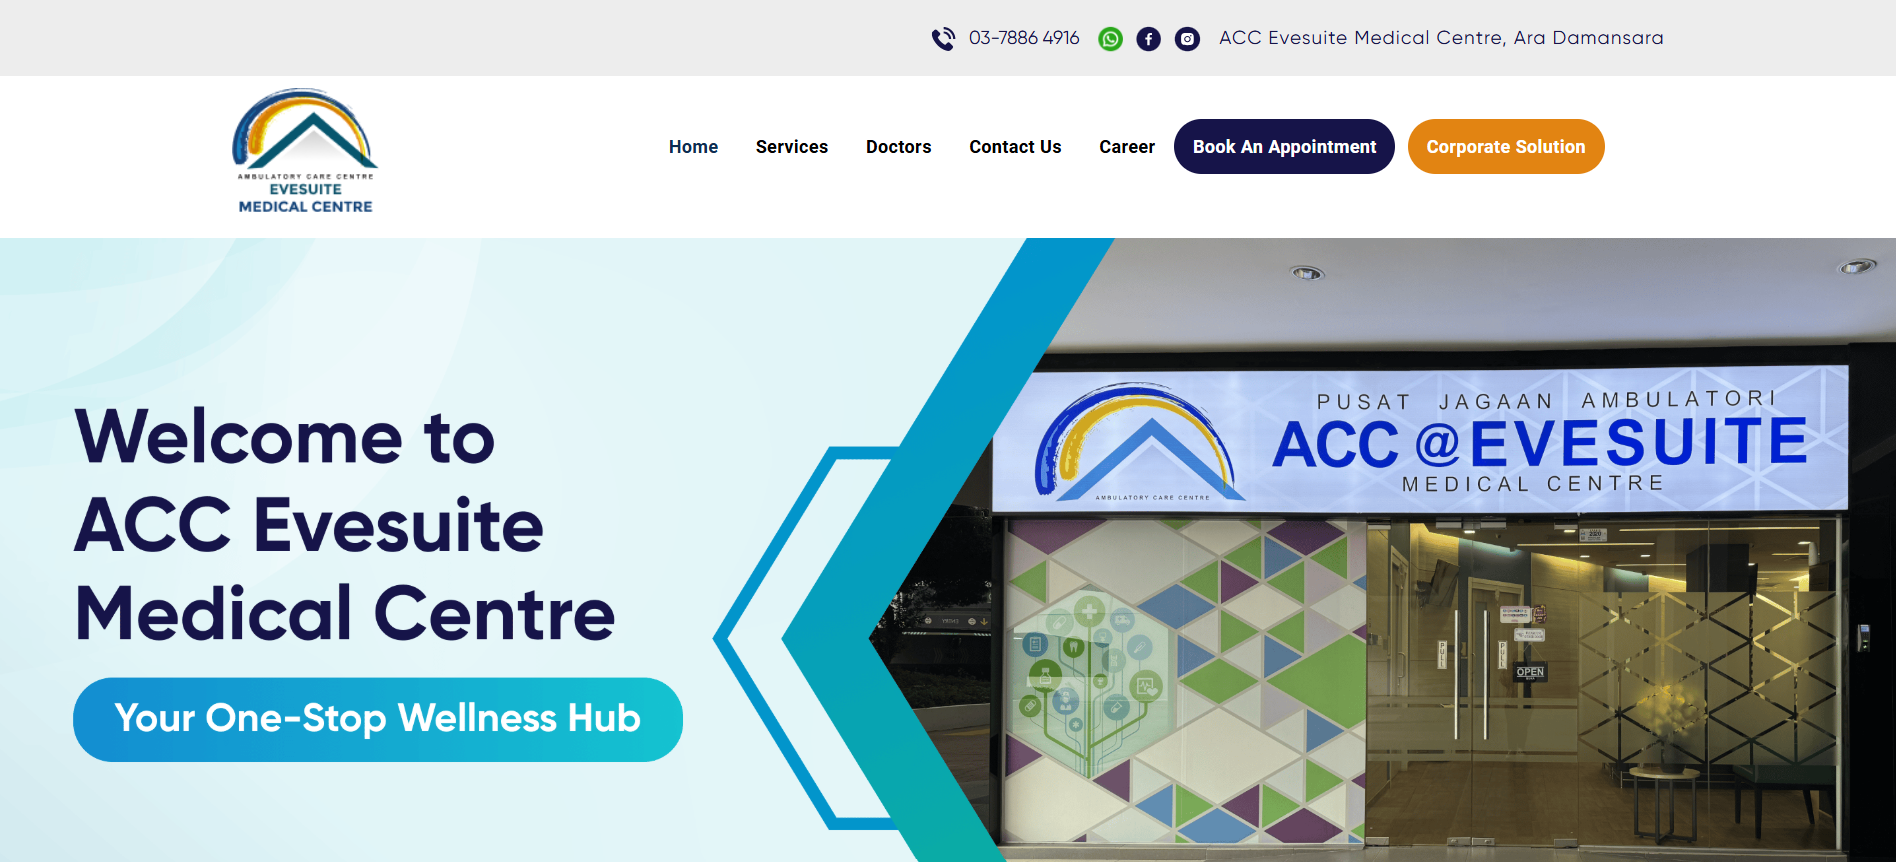 03-7886 4916
ACC Evesuite Medical Centre, Ara Damansara
AMBULATORY CARE CENTRE
EVESUITE
MEDICAL CENTRE
Home
Services
Doctors
Contact Us
Career
Book An Appointment
Corporate Solution
Welcome to
ACC Evesuite
Medical Centre
Your One-Stop Wellness Hub
PUSAT JAGAAN AMBULATORI
ACC @ EVESUITE
MEDICAL CENTRE
AMBULATORY CARE CENTRE
PULL
PULL
OPEN